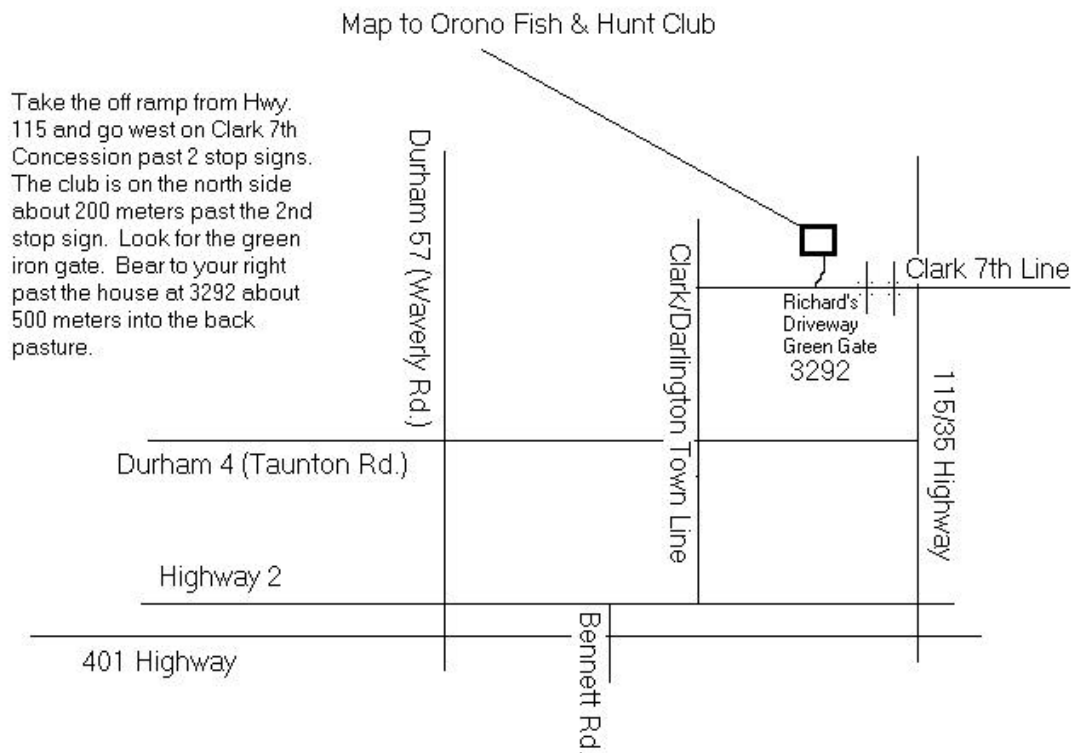 Map to Orono Fish & Hunt Club
Take the off ramp from Hwy.
115 and go west on Clark 7th
Concession past 2 stop signs.
The club is on the north side
about 200 meters past the 2nd
stop sign. Look for the green
iron gate. Bear to your right
past the house at 3292 about
500 meters into the back
pasture.
Durham 57 (Waverly Rd.)
Clark/Darlington Town Line
Clark 7th Line
Richard's
Driveway
Green Gate
3292
115/35 Highway
Durham 4 (Taunton Rd.)
Highway 2
Bennett Rd
401 Highway